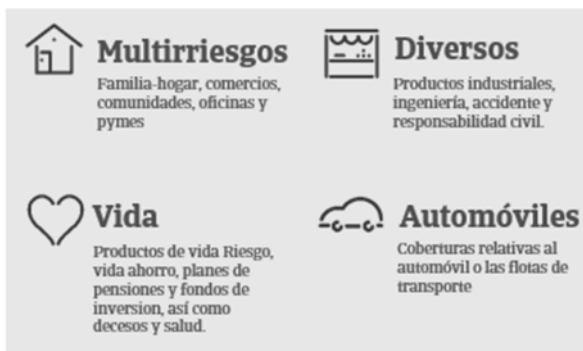 Multirriesgos
Familia-hogar, comercios,
comunidades, oficinas y
pymes
Diversos
Productos industriales,
ingeniería, accidente y
responsabilidad civil.
Vida
Productos de vida Riesgo,
vida ahorro, planes de
pensiones y fondos de
inversion, así como
decesos y salud.
Automóviles
Coberturas relativas al
automóvil o las flotas de
transporte